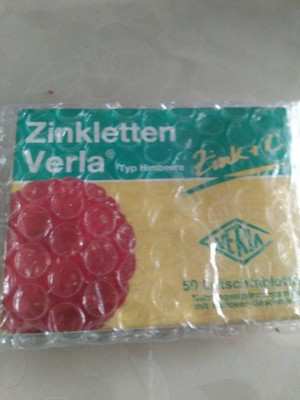 Zinkletten
Verla® Typ Himbeere
Zink + C
VERLA
50 Lutschtabletten